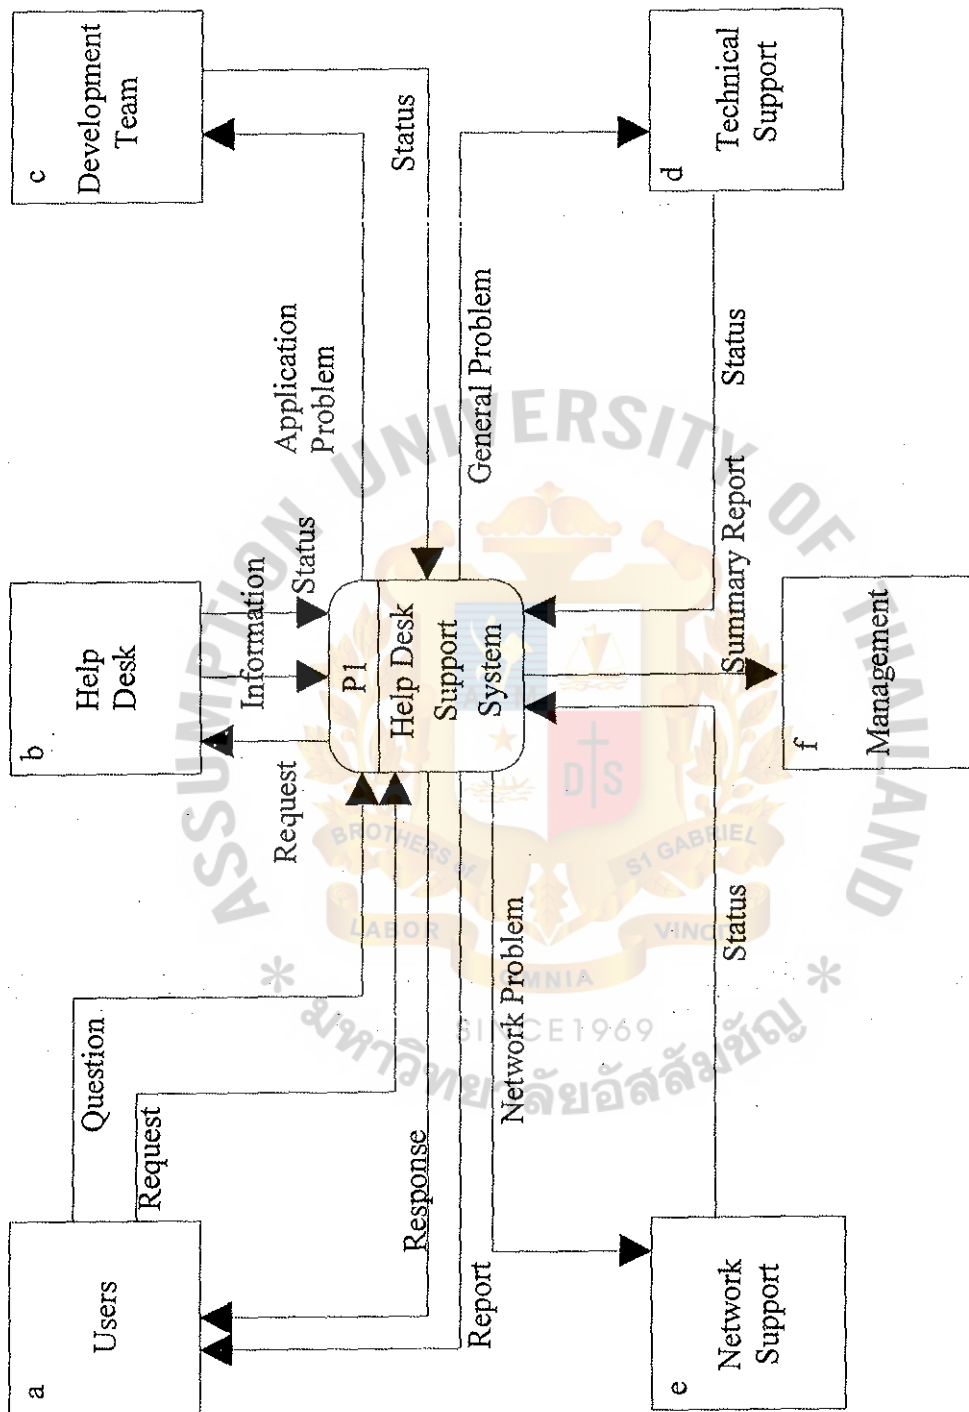 a
Users
b
Help
Desk
c
Development
Team
Question
Request
Request
Information
Status
Application
Problem
Status
P1
Help Desk
Support
System
Response
Report
Network Problem
General Problem
Status
Summary Report
Status
e
Network
Support
f
Management
d
Technical
Support
ASSUMPTION UNIVERSITY OF THAILAND
BROTHERS of
S1 GABRIEL
D S
LABOR
OMNIA
VINCIT
SINCE1969
* มหาวิทยาลัยอัสสัมชัญ *